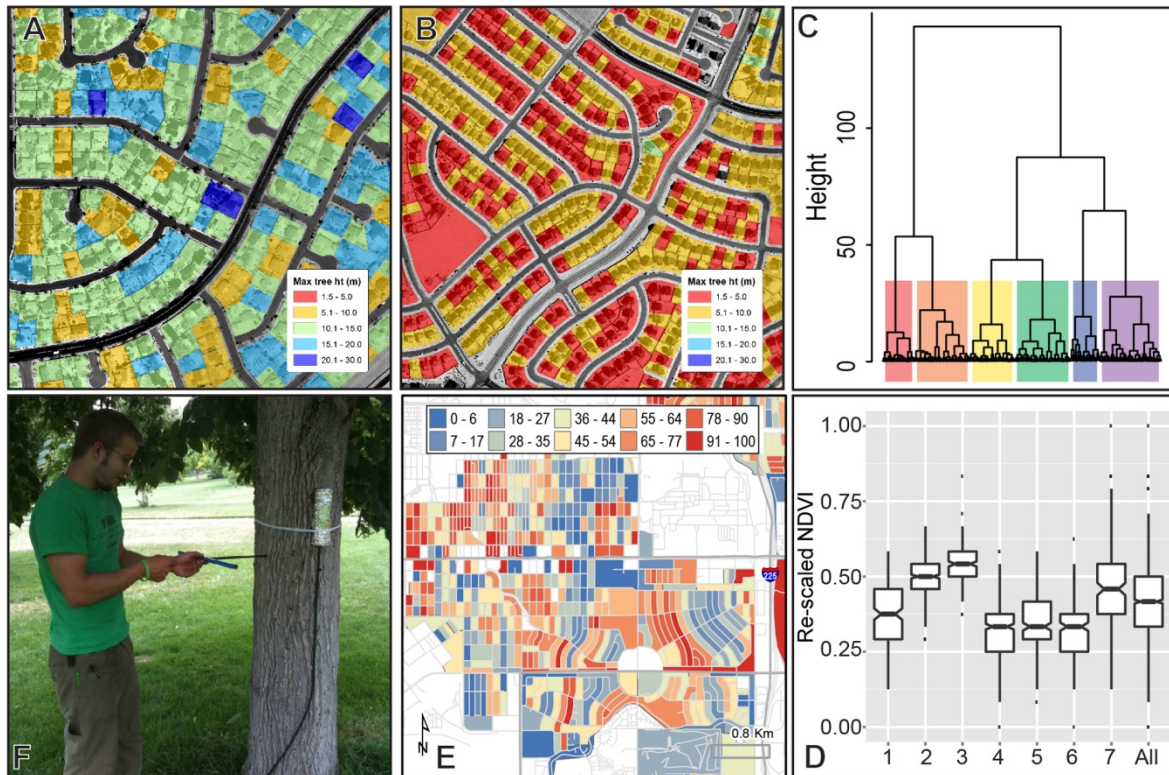 A
Max tree ht (m)
1.5 - 5.0
5.1 - 10.0
10.1 - 15.0
15.1 - 20.0
20.1 - 30.0
B
Max tree ht (m)
1.5 - 5.0
5.1 - 10.0
10.1 - 15.0
15.1 - 20.0
20.1 - 30.0
C
Height
100
50
0
F
0 - 6 18 - 27 36 - 44 55 - 64 78 - 90
7 - 17 28 - 35 45 - 54 65 - 77 91 - 100
225
0.8 Km
N
E
Re-scaled NDVI
1.00
0.75
0.50
0.25
0.00
1 2 3 4 5 6 7 All
D